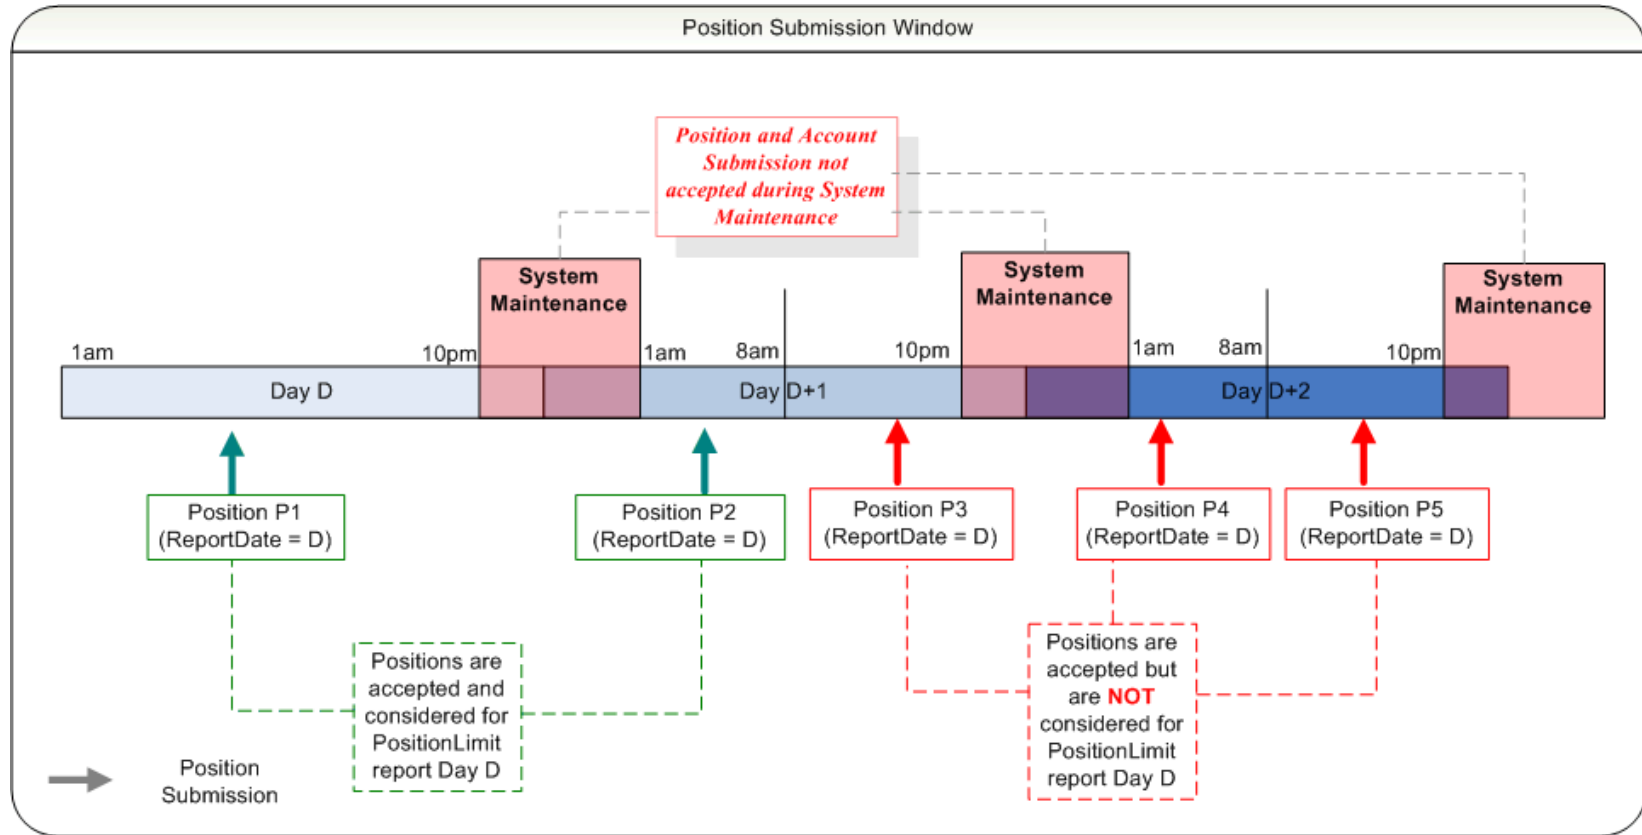 Position Submission Window
Position and Account
Submission not
accepted during System
Maintenance
System
Maintenance
System
Maintenance
System
Maintenance
1am
10pm
1am
8am
10pm
1am
8am
10pm
Day D
Day D+1
Day D+2
Position P1
(ReportDate = D)
Position P2
(ReportDate = D)
Position P3
(ReportDate = D)
Position P4
(ReportDate = D)
Position P5
(ReportDate = D)
Positions are
accepted and
considered for
PositionLimit
report Day D
Positions are
accepted but
are NOT
considered for
PositionLimit
report Day D
Position
Submission